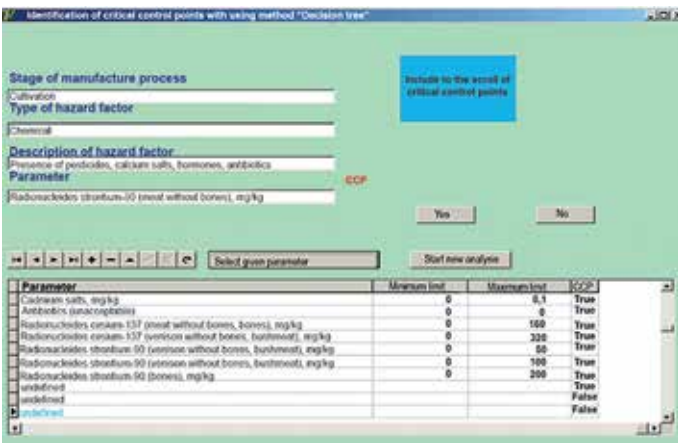 Identification of critical control points with using method "Decision tree"
Stage of manufacture process
Cultivation
Type of hazard factor
Chemicall
Description of hazard factor
Presence of pesticides, calcium salts, hormones, antibiotics
Parameter
Radionucleides strontium-90 (meat without bones), mg/kg
CCP
Include to the scroll of
critical control points
Yes No
Select given parameter Start new analysis
Parameter Minimum limit Maximum limit CCP
Cadmium salts, mg/kg 0 0,1 True
Antibiotics (unacceptable) 0 0 True
Radionucleides cesium-137 (meat without bones, bones), mg/kg 0 160 True
Radionucleides cesium-137 (venison without bones, bushmeat), mg/kg 0 320 True
Radionucleides strontium-90 (venison without bones, bushmeat), mg/kg 0 50 True
Radionucleides strontium-90 (venison without bones, bushmeat), mg/kg 0 100 True
Radionucleides strontium-90 (bones), mg/kg 0 200 True
undefined True
undefined False
undefined False